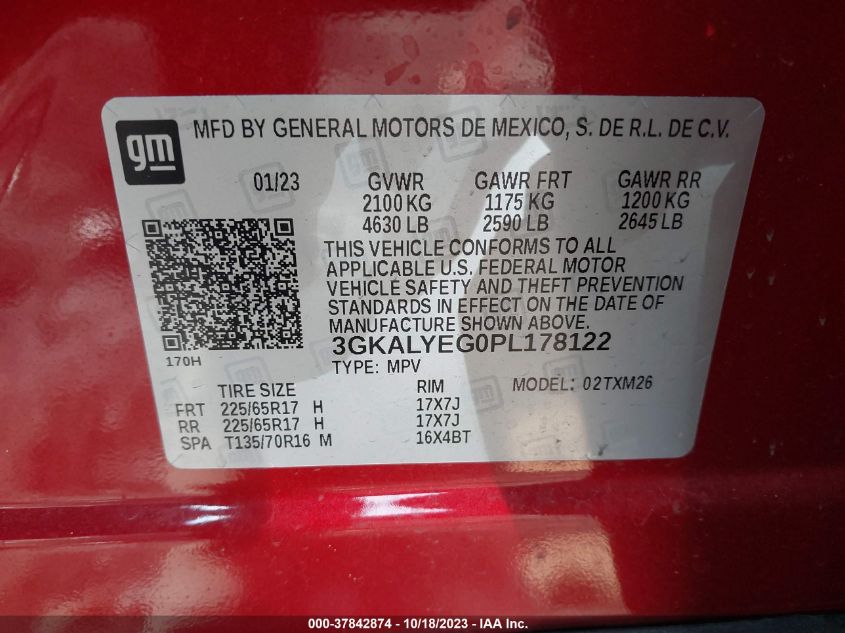 gm
MFD BY GENERAL MOTORS DE MEXICO, S. DE R.L. DE C.V.
01/23 GVWR GAWR FRT GAWR RR
2100 KG 1175 KG 1200 KG
4630 LB 2590 LB 2645 LB
THIS VEHICLE CONFORMS TO ALL
APPLICABLE U.S. FEDERAL MOTOR
VEHICLE SAFETY AND THEFT PREVENTION
STANDARDS IN EFFECT ON THE DATE OF
MANUFACTURE SHOWN ABOVE.
170H
3GKALYEG0PL178122
TYPE: MPV
TIRE SIZE RIM MODEL: 02TXM26
FRT 225/65R17 H 17X7J
RR 225/65R17 H 17X7J
SPA T135/70R16 M 16X4BT
000-37842874 / 10/18/2023 - IAA Inc.